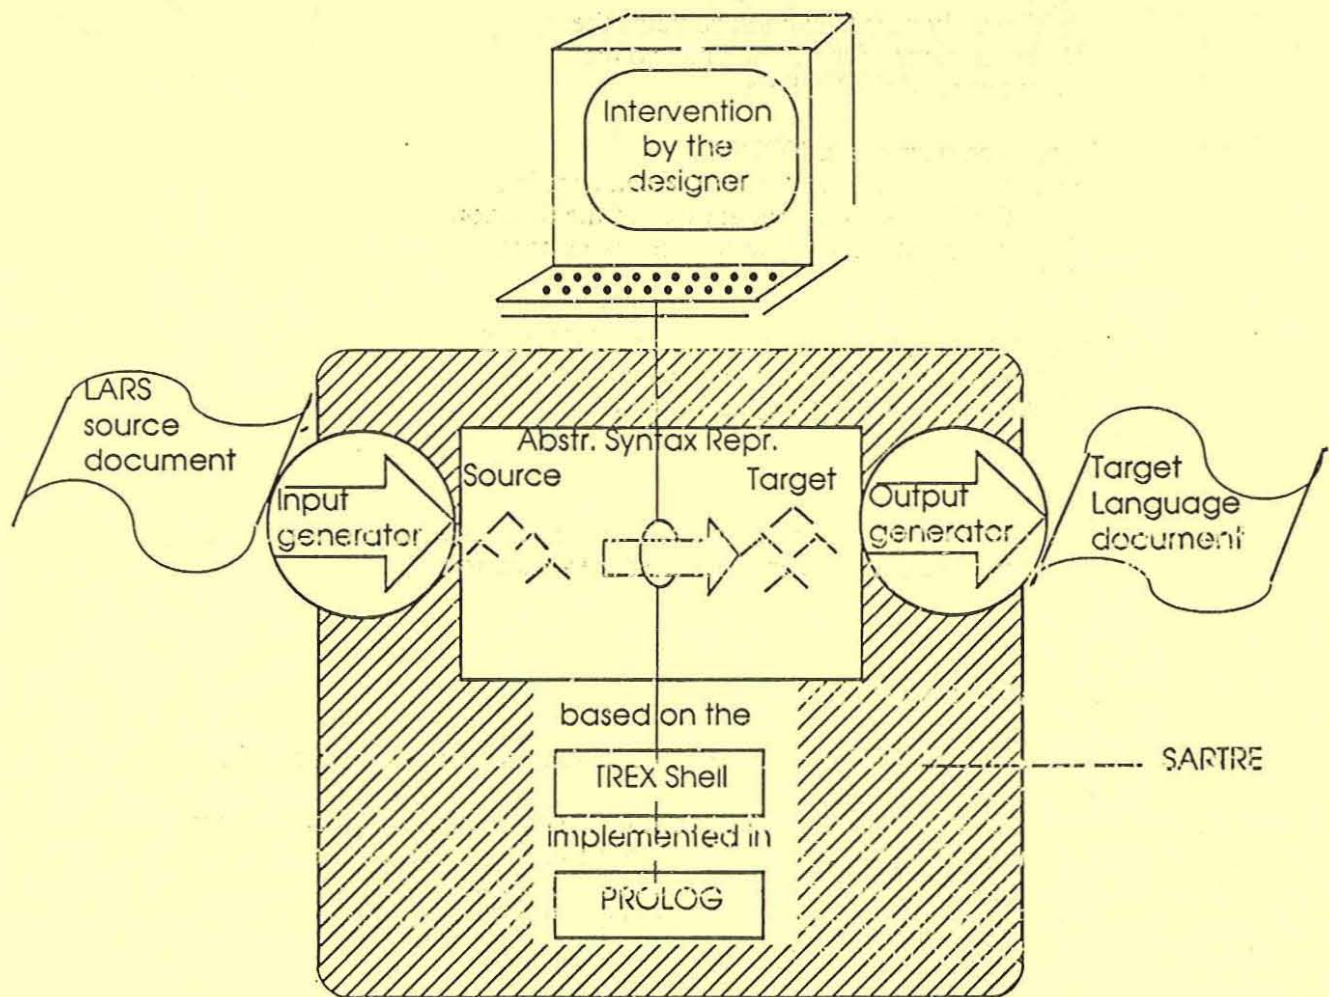 Intervention
by the
designer
LARS
source
document
Input
generator
Abstr. Syntax Repr.
Source
Target
Output
generator
Target
Language
document
based on the
TREX Shell
implemented in
PROLOG
SARTRE